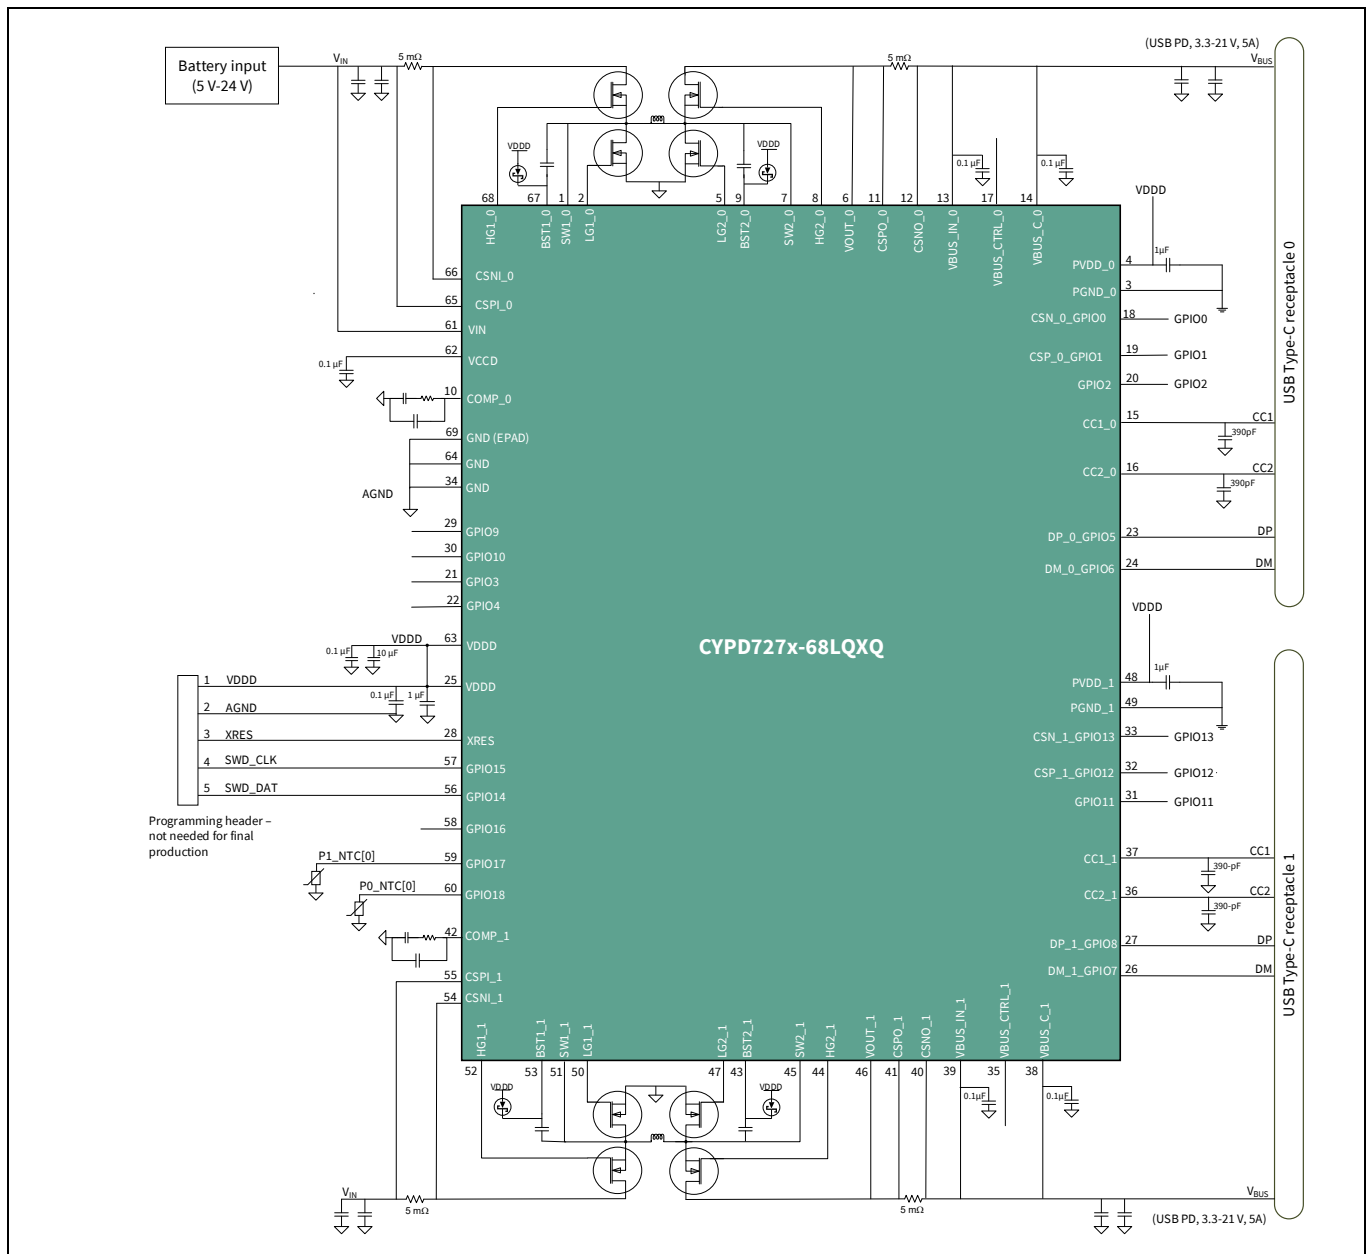 Battery input
(5 V-24 V)
VIN
5 mΩ
5 mΩ
(USB PD, 3.3-21 V, 5A)
VBUS
VDDD
VDDD
0.1 µF
0.1 µF
68
67
1
2
5
9
7
8
6
11
12
13
17
14
HG1_0
BST1_0
SW1_0
LG1_0
LG2_0
BST2_0
SW2_0
HG2_0
VOUT_0
CSPO_0
CSNO_0
VBUS_IN_0
VBUS_CTRL_0
VBUS_C_0
66 CSNI_0
65 CSPI_0
61 VIN
62 VCCD
0.1 µF
10 COMP_0
69 GND (EPAD)
64 GND
34 GND
AGND
29 GPIO9
30 GPIO10
21 GPIO3
22 GPIO4
VDDD 63 VDDD
0.1 µF 10 µF
1 VDDD 25 VDDD
0.1 µF 1 µF
2 AGND
3 XRES 28 XRES
4 SWD_CLK 57 GPIO15
5 SWD_DAT 56 GPIO14
Programming header –
not needed for final
production
58 GPIO16
P1_NTC[0] 59 GPIO17
P0_NTC[0] 60 GPIO18
42 COMP_1
55 CSPI_1
54 CSNI_1
CYPD727x-68LQXQ
VDDD
1µF
PVDD_0 4
PGND_0 3
CSN_0_GPIO0 18 GPIO0
CSP_0_GPIO1 19 GPIO1
GPIO2 20 GPIO2
CC1_0 15 CC1
390pF
CC2_0 16 CC2
390pF
DP_0_GPIO5 23 DP
DM_0_GPIO6 24 DM
USB Type-C receptacle 0
VDDD
1µF
PVDD_1 48
PGND_1 49
CSN_1_GPIO13 33 GPIO13
CSP_1_GPIO12 32 GPIO12
GPIO11 31 GPIO11
CC1_1 37 CC1
390-pF
CC2_1 36 CC2
390-pF
DP_1_GPIO8 27 DP
DM_1_GPIO7 26 DM
USB Type-C receptacle 1
HG1_1
BST1_1
SW1_1
LG1_1
LG2_1
BST2_1
SW2_1
HG2_1
VOUT_1
CSPO_1
CSNO_1
VBUS_IN_1
VBUS_CTRL_1
VBUS_C_1
52
53
51
50
47
43
45
44
46
41
40
39
35
38
VDDD
VDDD
0.1µF
0.1µF
VIN
5 mΩ
5 mΩ
VBUS
(USB PD, 3.3-21 V, 5A)